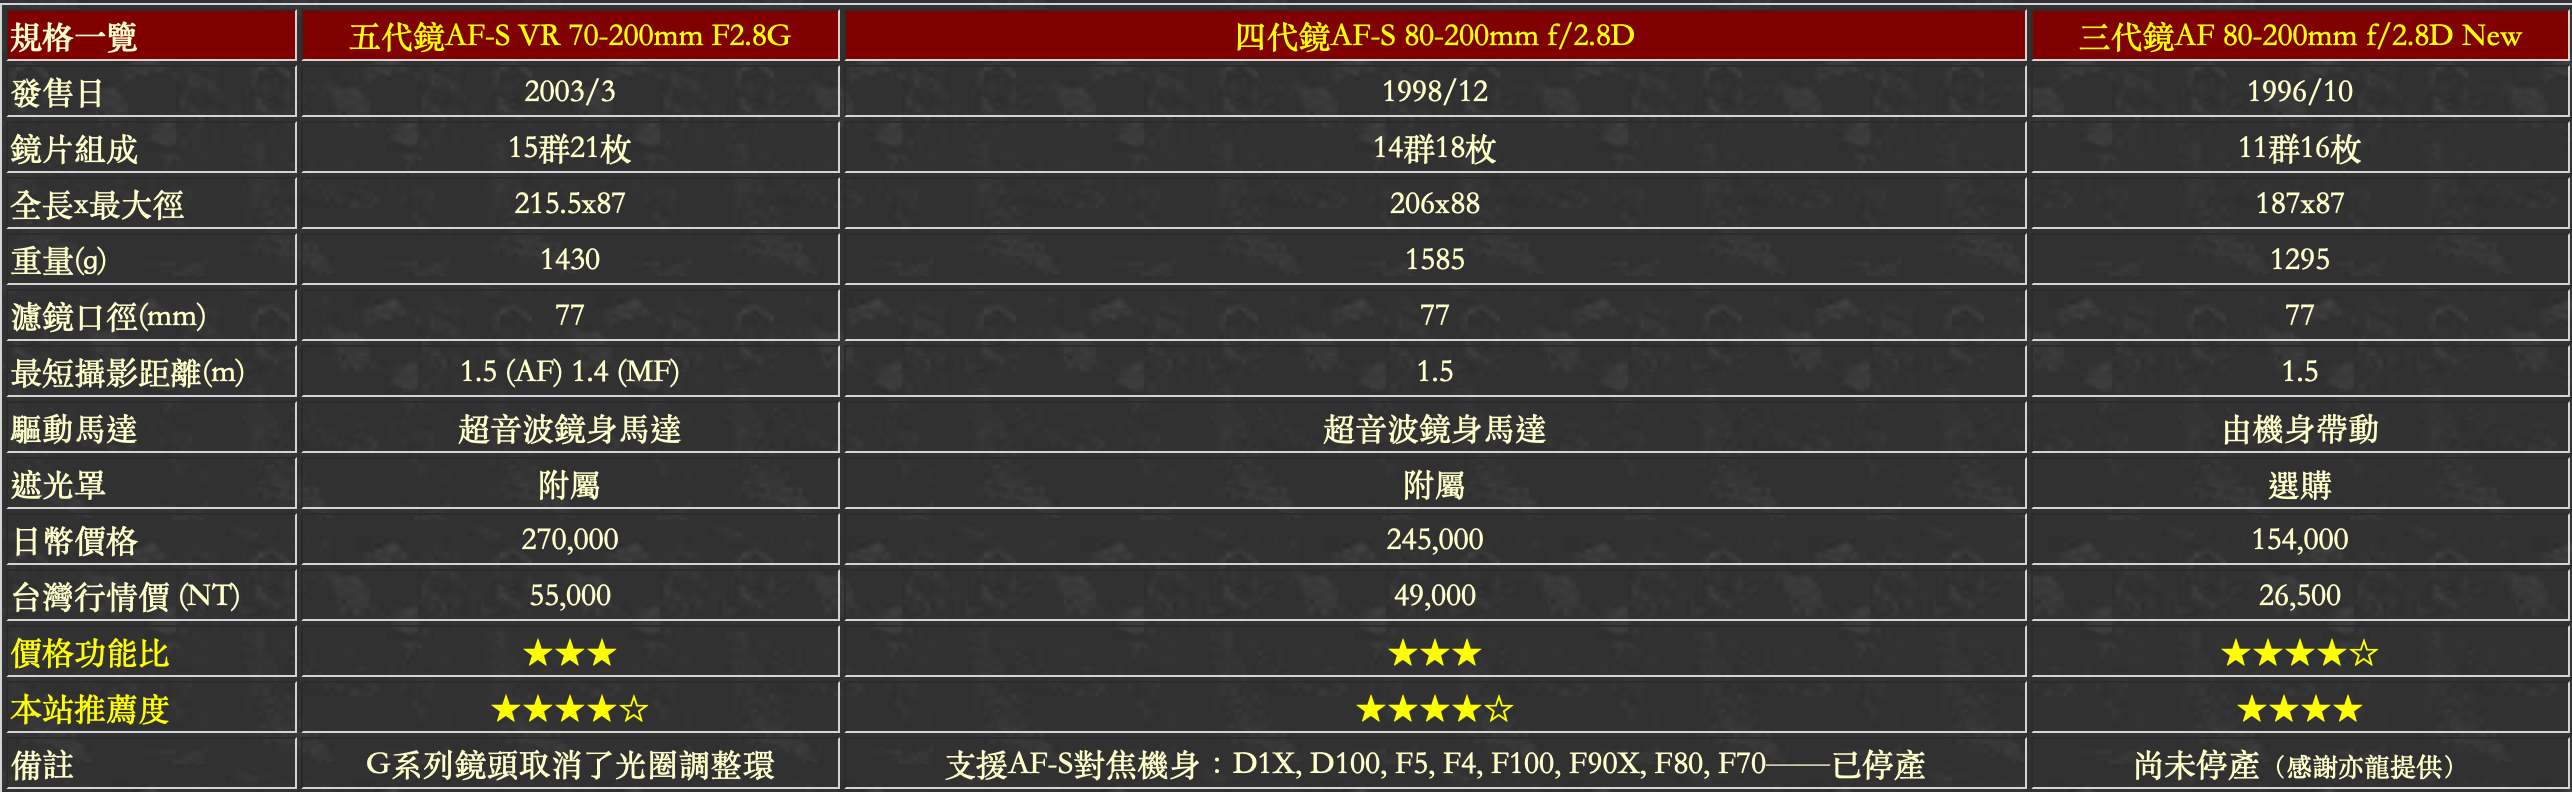 規格一覽 五代鏡AF-S VR 70-200mm F2.8G 四代鏡AF-S 80-200mm f/2.8D 三代鏡AF 80-200mm f/2.8D New
發售日 2003/3 1998/12 1996/10
鏡片組成 15群21枚 14群18枚 11群16枚
全長x最大徑 215.5x87 206x88 187x87
重量(g) 1430 1585 1295
濾鏡口徑(mm) 77 77 77
最短攝影距離(m) 1.5 (AF) 1.4 (MF) 1.5 1.5
驅動馬達 超音波鏡身馬達 超音波鏡身馬達 由機身帶動
遮光罩 附屬 附屬 選購
日幣價格 270,000 245,000 154,000
台灣行情價 (NT) 55,000 49,000 26,500
價格功能比 ★★★ ★★★ ★★★★☆
本站推薦度 ★★★★☆ ★★★★☆ ★★★★
備註 G系列鏡頭取消了光圈調整環 支援AF-S對焦機身：D1X, D100, F5, F4, F100, F90X, F80, F70——已停產 尚未停產（感謝亦龍提供）